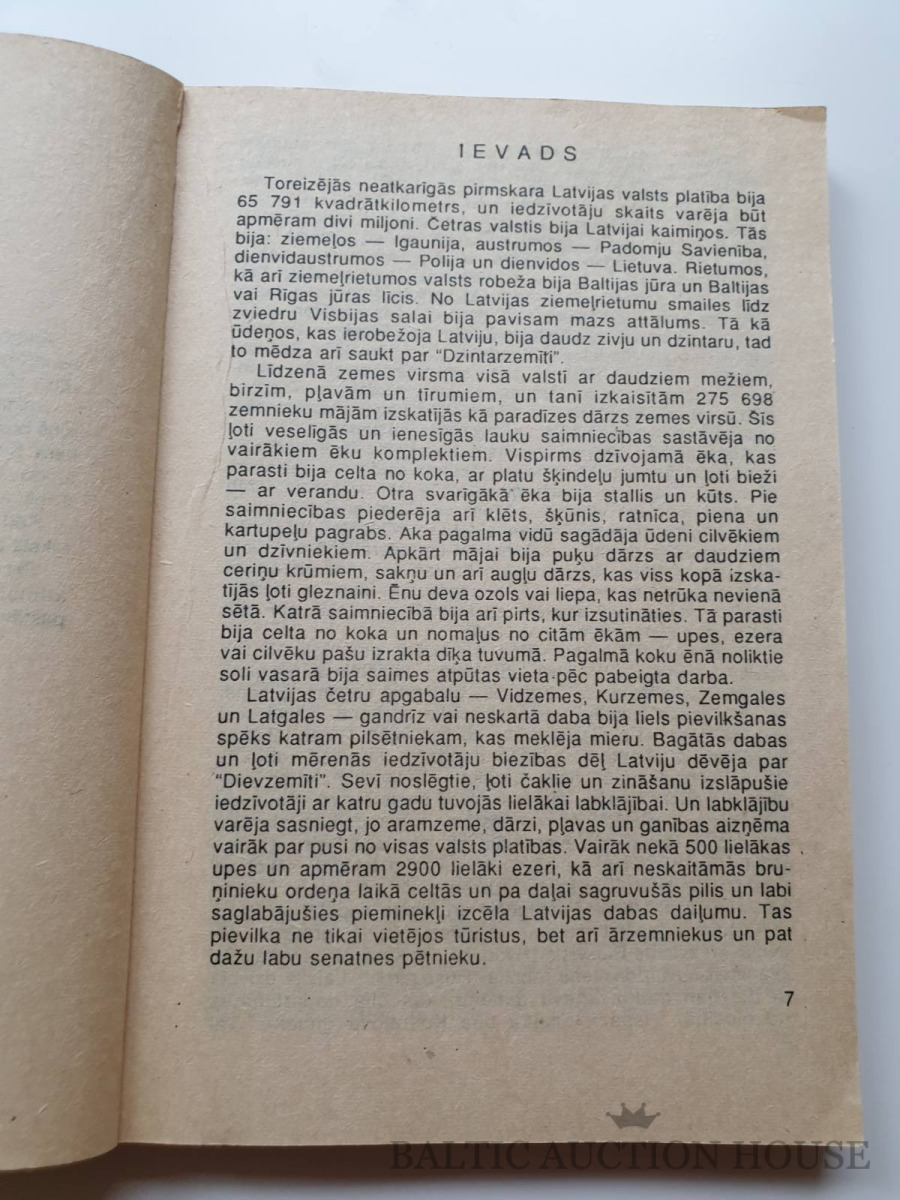 IEVADS
Toreizējās neatkarīgās pirmskara Latvijas valsts platība bija
65 791 kvadrātkilometrs, un iedzīvotāju skaits varēja būt
apmēram divi miljoni. Četras valstis bija Latvijai kaimiņos. Tās
bija: ziemeļos — Igaunija, austrumos — Padomju Savienība,
dienvidaustrumos — Polija un dienvidos — Lietuva. Rietumos,
kā arī ziemeļrietumos valsts robeža bija Baltijas jūra un Baltijas
vai Rīgas jūras līcis. No Latvijas ziemeļrietumu smailes līdz
zviedru Visbijas salai bija pavisam mazs attālums. Tā kā
ūdeņos, kas ierobežoja Latviju, bija daudz zivju un dzintaru, tad
to mēdza arī saukt par “Dzintarzemīti”.
Līdzenā zemes virsma visā valstī ar daudziem mežiem,
birzīm, pļavām un tīrumiem, un tanī izkaisītām 275 698
zemnieku mājām izskatījās kā paradīzes dārzs zemes virsū. Šīs
ļoti veselīgās un ienesīgās lauku saimniecības sastāvēja no
vairākiem ēku komplektiem. Vispirms dzīvojamā ēka, kas
parasti bija celta no koka, ar platu šķindeļu jumtu un ļoti bieži
— ar verandu. Otra svarīgākā ēka bija stallis un kūts. Pie
saimniecības piederēja arī klēts, šķūnis, ratnīca, piena un
kartupeļu pagrabs. Aka pagalma vidū sagādāja ūdeni cilvēkiem
un dzīvniekiem. Apkārt mājai bija puķu dārzs ar daudziem
ceriņu krūmiem, sakņu un arī augļu dārzs, kas viss kopā izska-
tījās ļoti gleznaini. Ēnu deva ozols vai liepa, kas netrūka nevienā
sētā. Katrā saimniecībā bija arī pirts, kur izsutināties. Tā parasti
bija celta no koka un nomaļus no citām ēkām — upes, ezera
vai cilvēku pašu izrakta dīķa tuvumā. Pagalmā koku ēnā noliktie
soli vasarā bija saimes atpūtas vieta pēc pabeigta darba.
Latvijas četru apgabalu — Vidzemes, Kurzemes, Zemgales
un Latgales — gandrīz vai neskartā daba bija liels pievilkšanas
spēks katram pilsētniekam, kas meklēja mieru. Bagātās dabas
un ļoti mērenās iedzīvotāju biezības dēļ Latviju dēvēja par
“Dievzemīti”. Sevī noslēgtie, ļoti čaklie un zināšanu izslāpušie
iedzīvotāji ar katru gadu tuvojās lielākai labklājībai. Un labklājību
varēja sasniegt, jo aramzeme, dārzi, pļavas un ganības aizņēma
vairāk par pusi no visas valsts platības. Vairāk nekā 500 lielākas
upes un apmēram 2900 lielāki ezeri, kā arī neskaitāmās bru-
ņinieku ordeņa laikā celtās un pa daļai sagruvušās pilis un labi
saglabājušies pieminekļi izcēla Latvijas dabas daiļumu. Tas
pievilka ne tikai vietējos tūristus, bet arī ārzemniekus un pat
dažu labu senatnes pētnieku.
7
BALTIC AUCTION HOUSE